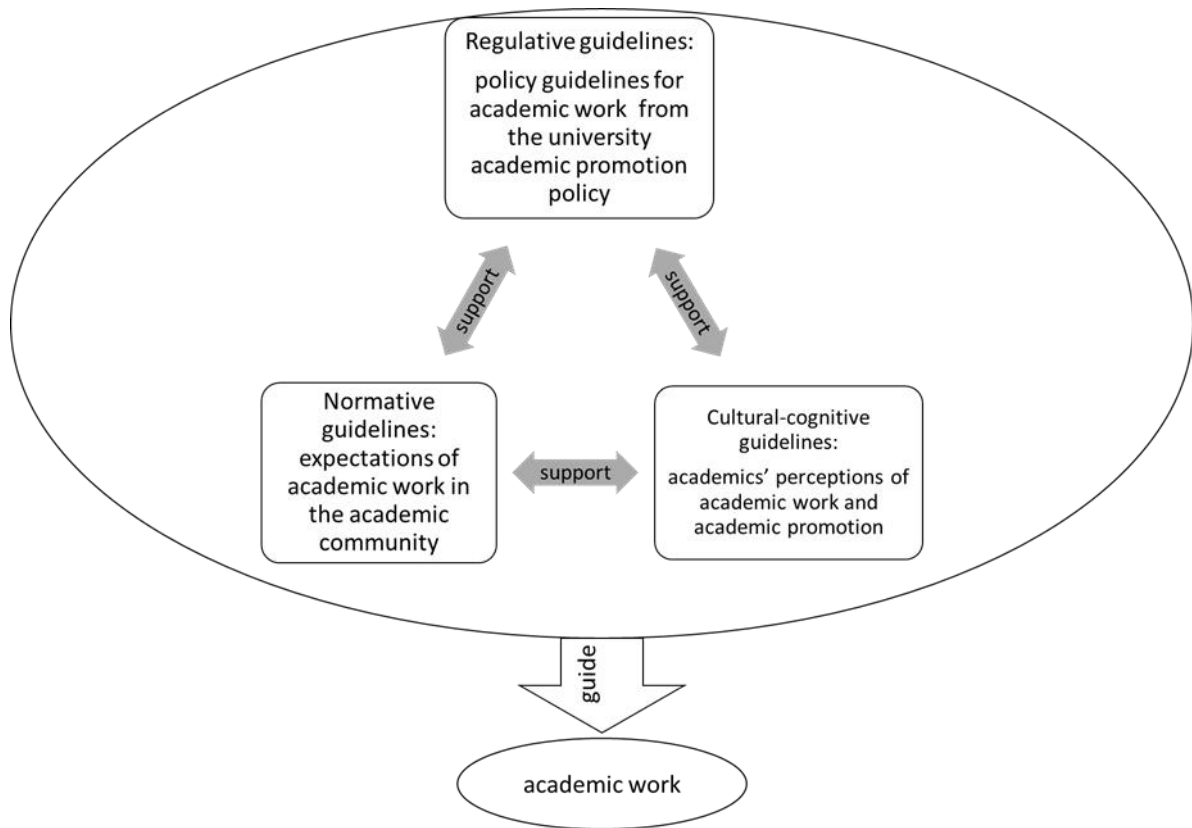 Regulative guidelines:
policy guidelines for
academic work from
the university
academic promotion
policy
support
support
Normative
guidelines:
expectations of
academic work in
the academic
community
support
Cultural-cognitive
guidelines:
academics’ perceptions of
academic work and
academic promotion
guide
academic work